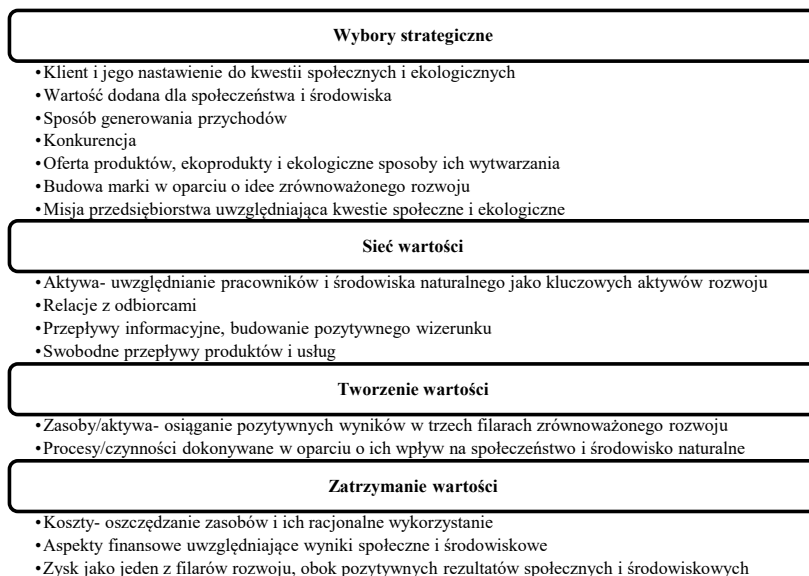 Wybory strategiczne
•Klient i jego nastawienie do kwestii społecznych i ekologicznych
•Wartość dodana dla społeczeństwa i środowiska
•Sposób generowania przychodów
•Konkurencja
•Oferta produktów, ekoprodukty i ekologiczne sposoby ich wytwarzania
•Budowa marki w oparciu o idee zrównoważonego rozwoju
•Misja przedsiębiorstwa uwzględniająca kwestie społeczne i ekologiczne
Sieć wartości
•Aktywa- uwzględnianie pracowników i środowiska naturalnego jako kluczowych aktywów rozwoju
•Relacje z odbiorcami
•Przepływy informacyjne, budowanie pozytywnego wizerunku
•Swobodne przepływy produktów i usług
Tworzenie wartości
•Zasoby/aktywa- osiąganie pozytywnych wyników w trzech filarach zrównoważonego rozwoju
•Procesy/czynności dokonywane w oparciu o ich wpływ na społeczeństwo i środowisko naturalne
Zatrzymanie wartości
•Koszty- oszczędzanie zasobów i ich racjonalne wykorzystanie
•Aspekty finansowe uwzględniające wyniki społeczne i środowiskowe
•Zysk jako jeden z filarów rozwoju, obok pozytywnych rezultatów społecznych i środowiskowych